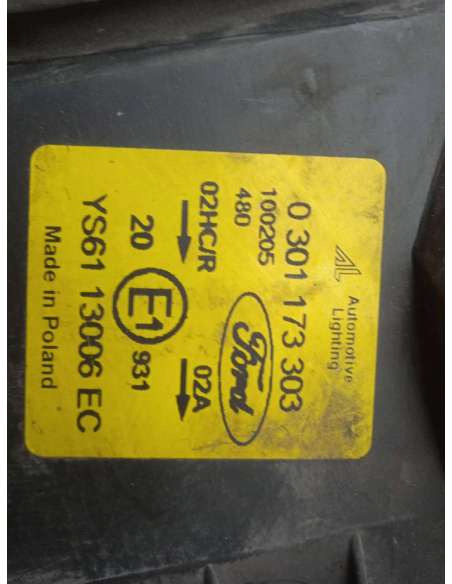 AL Automotive
Lighting
0 301 173 303
100205
480
Ford
02HC/R
02A
20
E1
931
YS61 13006 EC
Made in Poland